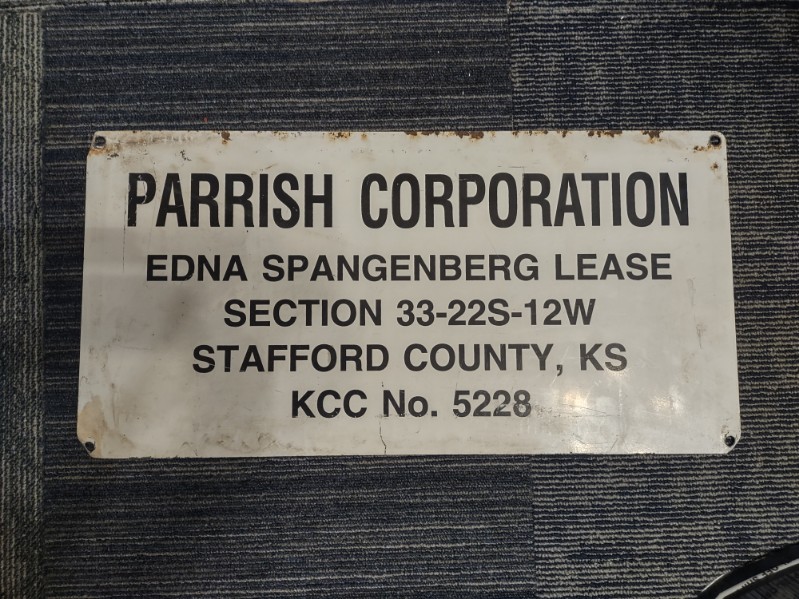 PARRISH CORPORATION
EDNA SPANGENBERG LEASE
SECTION 33-22S-12W
STAFFORD COUNTY, KS
KCC No. 5228